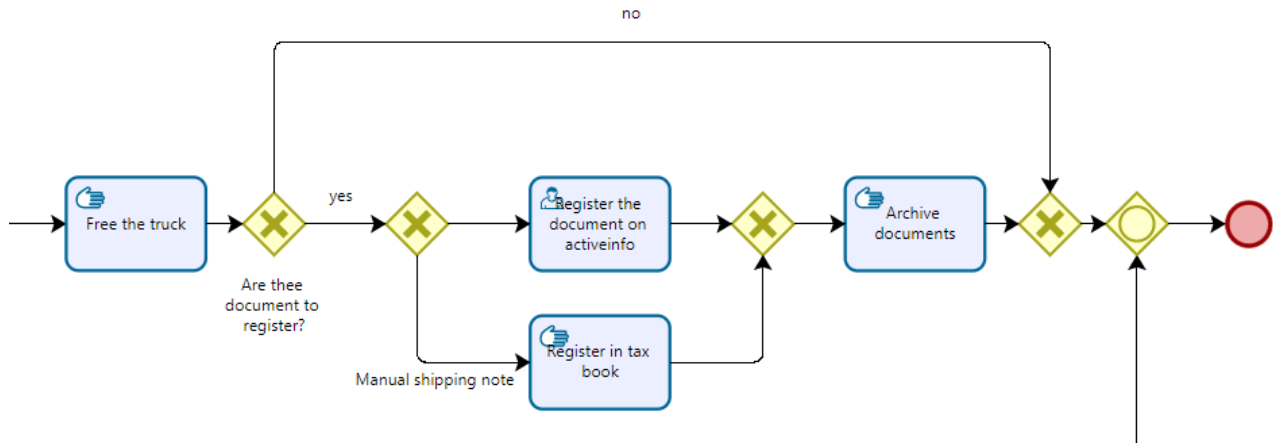 no
Free the truck
yes
Are thee
document to
register?
Register the
document on
activeinfo
Archive
documents
Manual shipping note
Register in tax
book